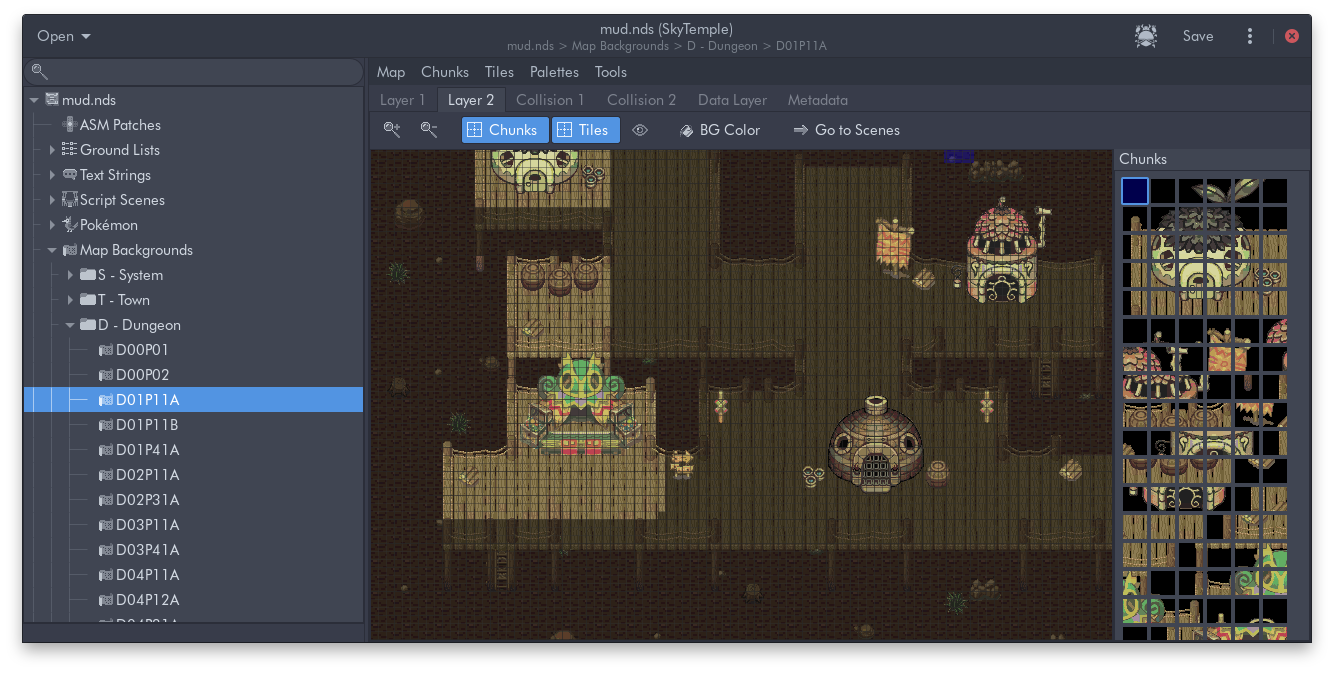 Open
mud.nds (SkyTemple)
mud.nds > Map Backgrounds > D - Dungeon > D01P11A
Save
mud.nds
ASM Patches
Ground Lists
Text Strings
Script Scenes
Pokémon
Map Backgrounds
S - System
T - Town
D - Dungeon
D00P01
D00P02
D01P11A
D01P11B
D01P41A
D02P11A
D02P31A
D03P11A
D03P41A
D04P11A
D04P12A
Map Chunks Tiles Palettes Tools
Layer 1 Layer 2 Collision 1 Collision 2 Data Layer Metadata
Chunks Tiles BG Color Go to Scenes
Chunks